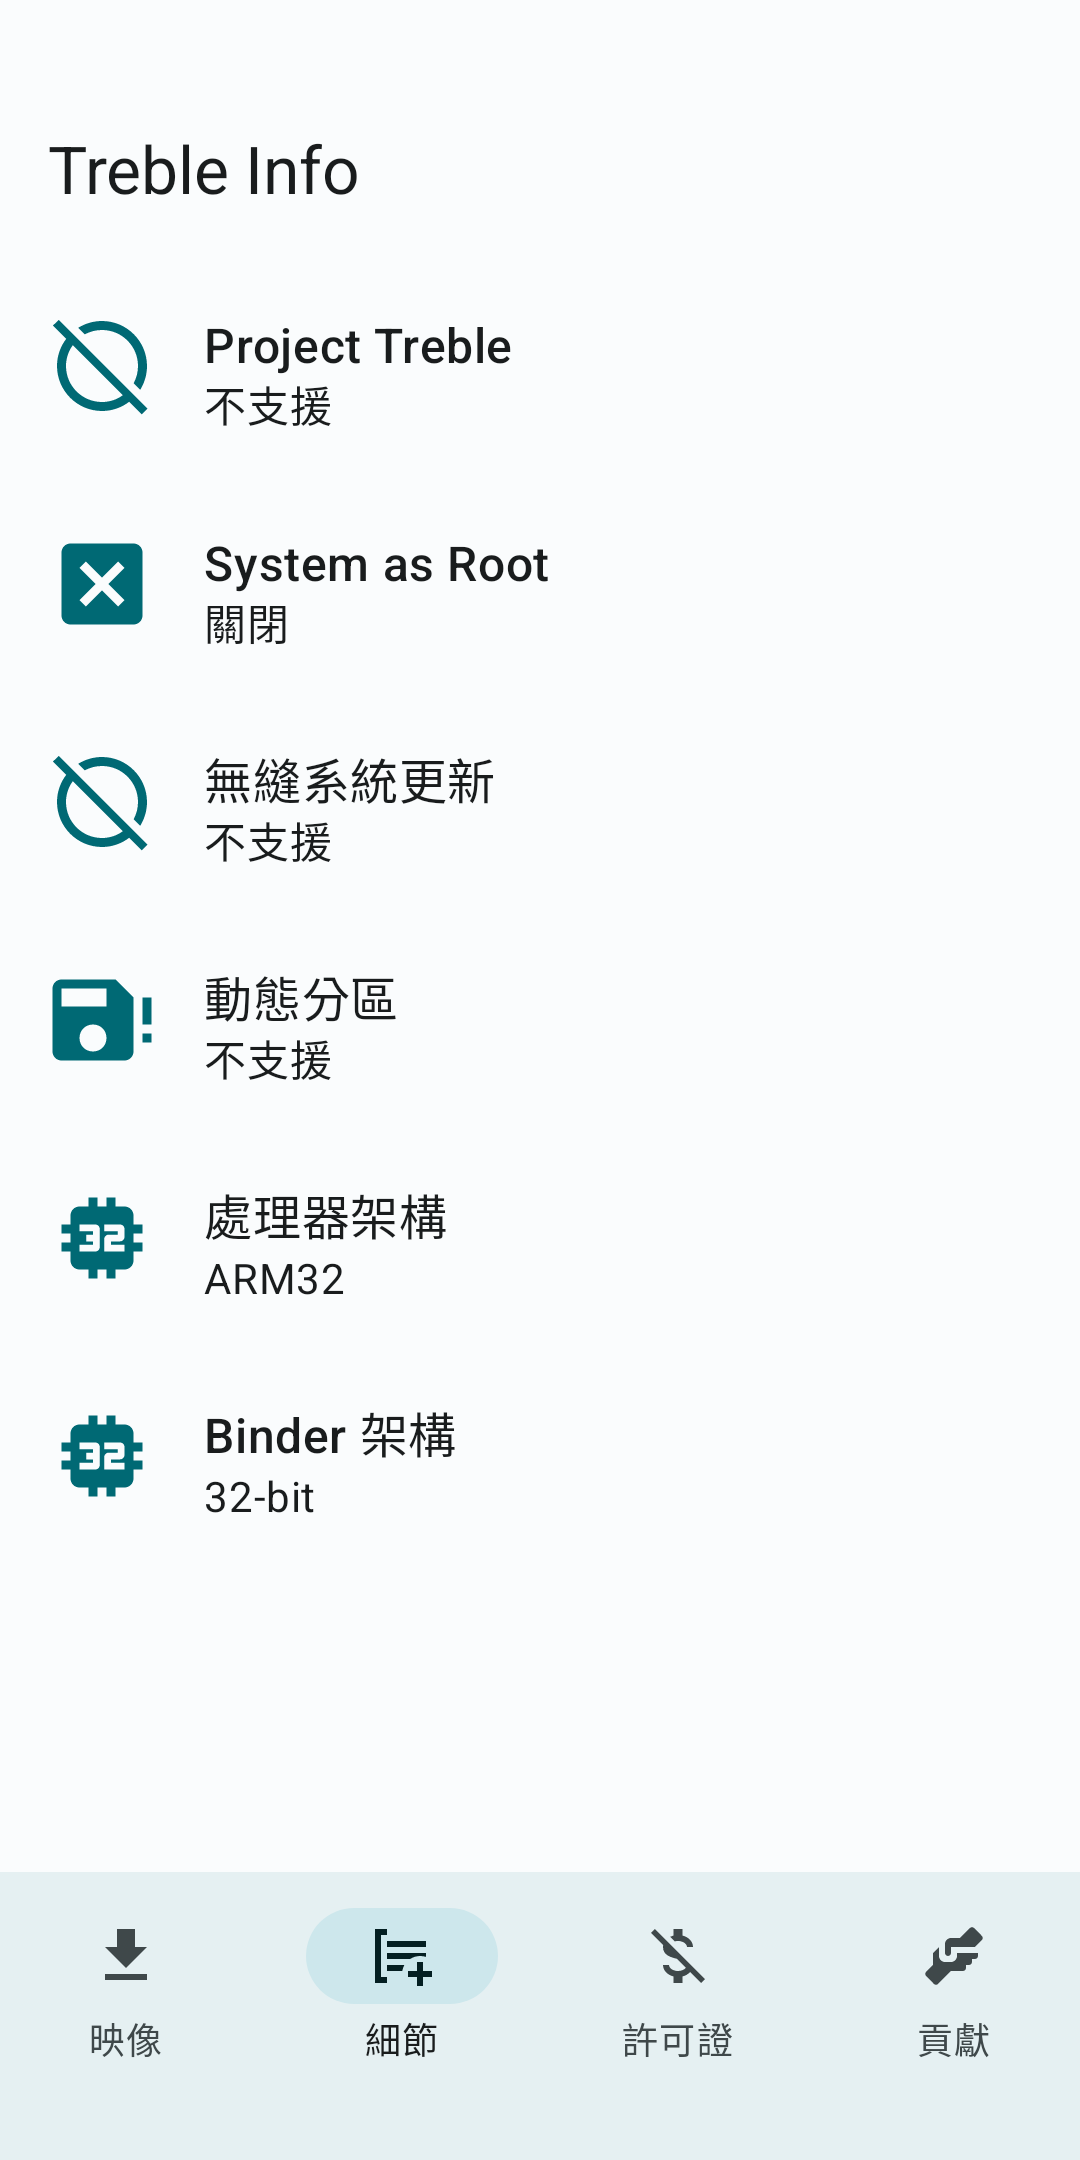 Treble Info
Project Treble
不支援
System as Root
關閉
無縫系統更新
不支援
動態分區
不支援
處理器架構
ARM32
Binder 架構
32-bit
映像
細節
許可證
貢獻